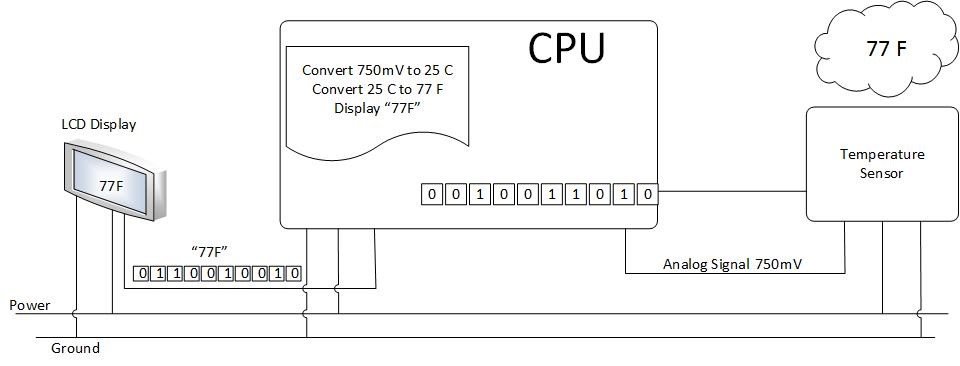 CPU
77 F
Convert 750mV to 25 C
Convert 25 C to 77 F
Display “77F”
LCD Display
77F
Temperature
Sensor
0 0 1 0 0 1 1 0 1 0
“77F”
0 1 1 0 0 1 0 0 1 0
Analog Signal 750mV
Power
Ground